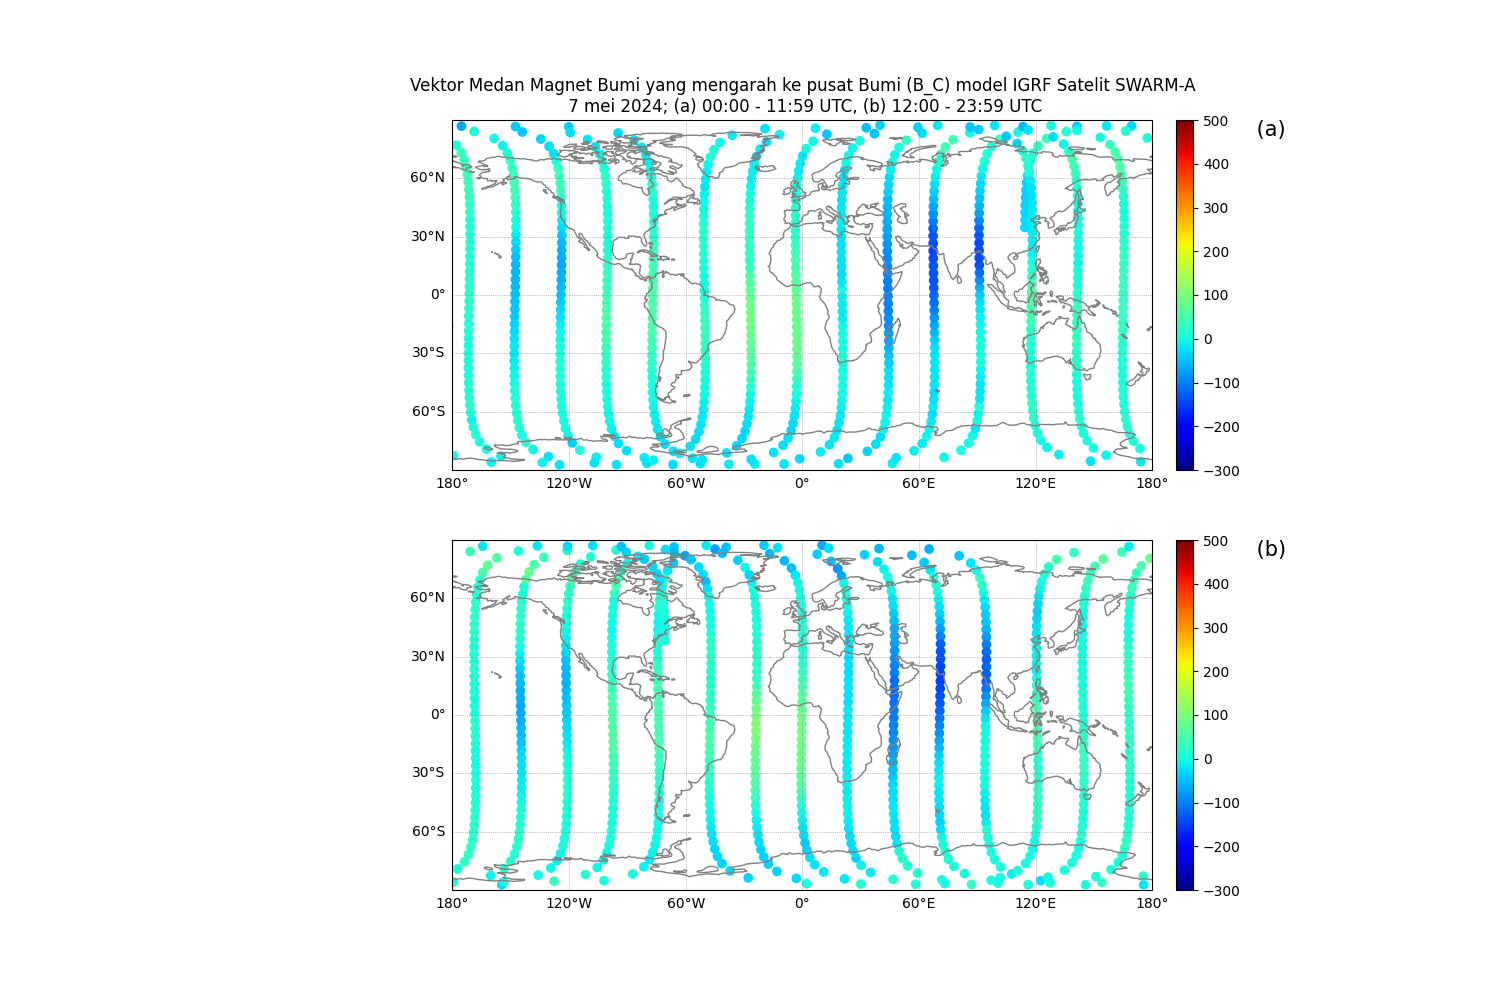 Vektor Medan Magnet Bumi yang mengarah ke pusat Bumi (B_C) model IGRF Satelit SWARM-A
7 mei 2024; (a) 00:00 - 11:59 UTC, (b) 12:00 - 23:59 UTC
(a)
60°N
30°N
0°
30°S
60°S
180° 120°W 60°W 0° 60°E 120°E 180°
500
400
300
200
100
0
−100
−200
−300
(b)
60°N
30°N
0°
30°S
60°S
180° 120°W 60°W 0° 60°E 120°E 180°
500
400
300
200
100
0
−100
−200
−300